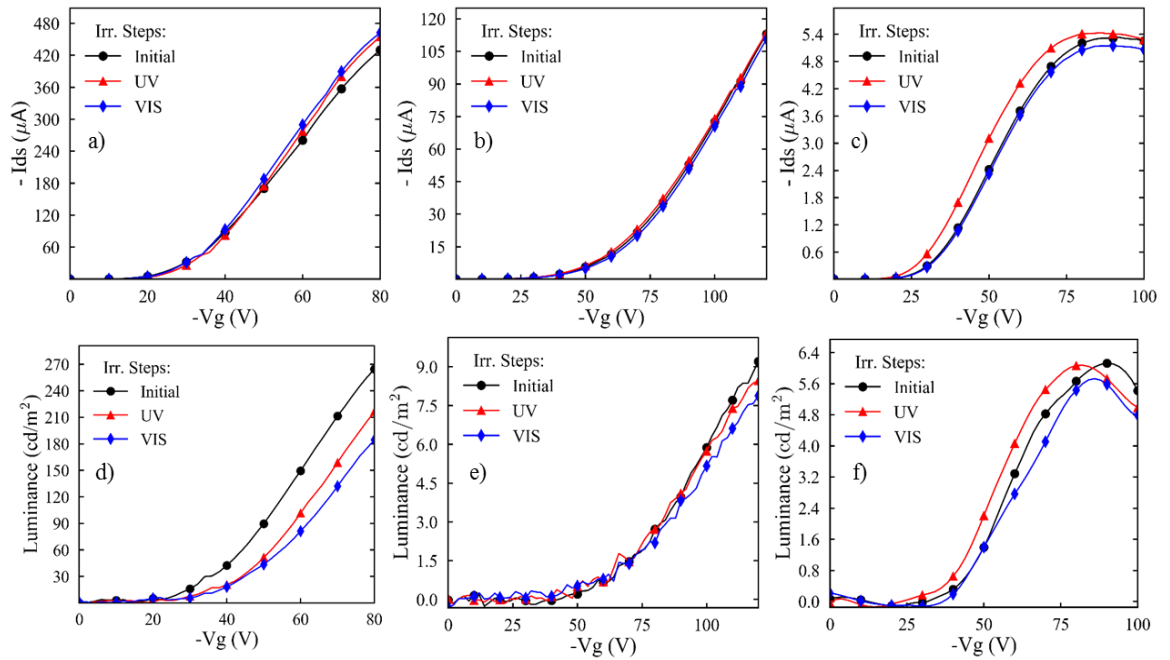 480
420
360
300
240
180
120
60
- Ids (μA)
Irr. Steps:
Initial
UV
VIS
a)
0 20 40 60 80
-Vg (V)
120
105
90
75
60
45
30
15
- Ids (μA)
Irr. Steps:
Initial
UV
VIS
b)
0 25 50 75 100
-Vg (V)
5.4
4.8
4.2
3.6
3.0
2.4
1.8
1.2
0.6
- Ids (μA)
Irr. Steps:
Initial
UV
VIS
c)
0 25 50 75 100
-Vg (V)
270
240
210
180
150
120
90
60
30
Luminance (cd/m²)
Irr. Steps:
Initial
UV
VIS
d)
0 20 40 60 80
-Vg (V)
9.0
7.5
6.0
4.5
3.0
1.5
0.0
Luminance (cd/m²)
Irr. Steps:
Initial
UV
VIS
e)
0 25 50 75 100
-Vg (V)
6.4
5.6
4.8
4.0
3.2
2.4
1.6
0.8
0.0
Luminance (cd/m²)
Irr. Steps:
Initial
UV
VIS
f)
0 25 50 75 100
-Vg (V)